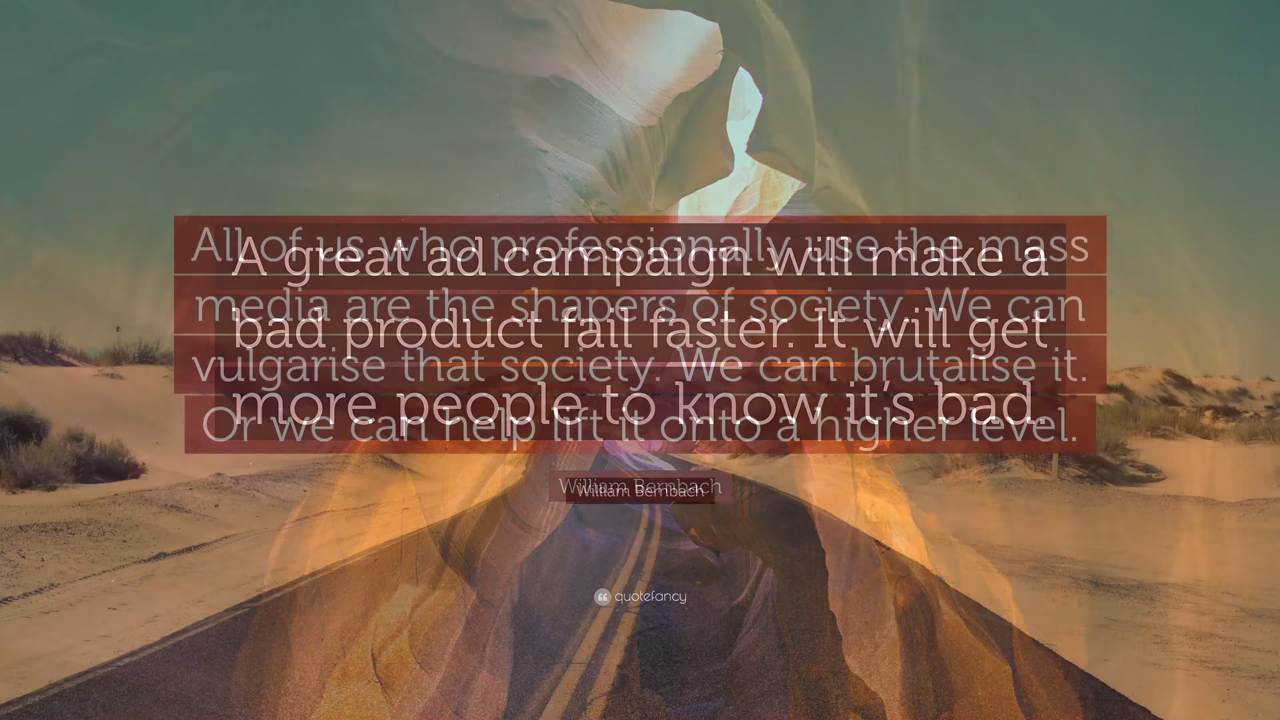 All of us who professionally use the mass
media are the shapers of society. We can
vulgarise that society. We can brutalise it.
Or we can help lift it onto a higher level.
William Bernbach
A great ad campaign will make a
bad product fail faster. It will get
more people to know it's bad.
William Bernbach
quotefancy